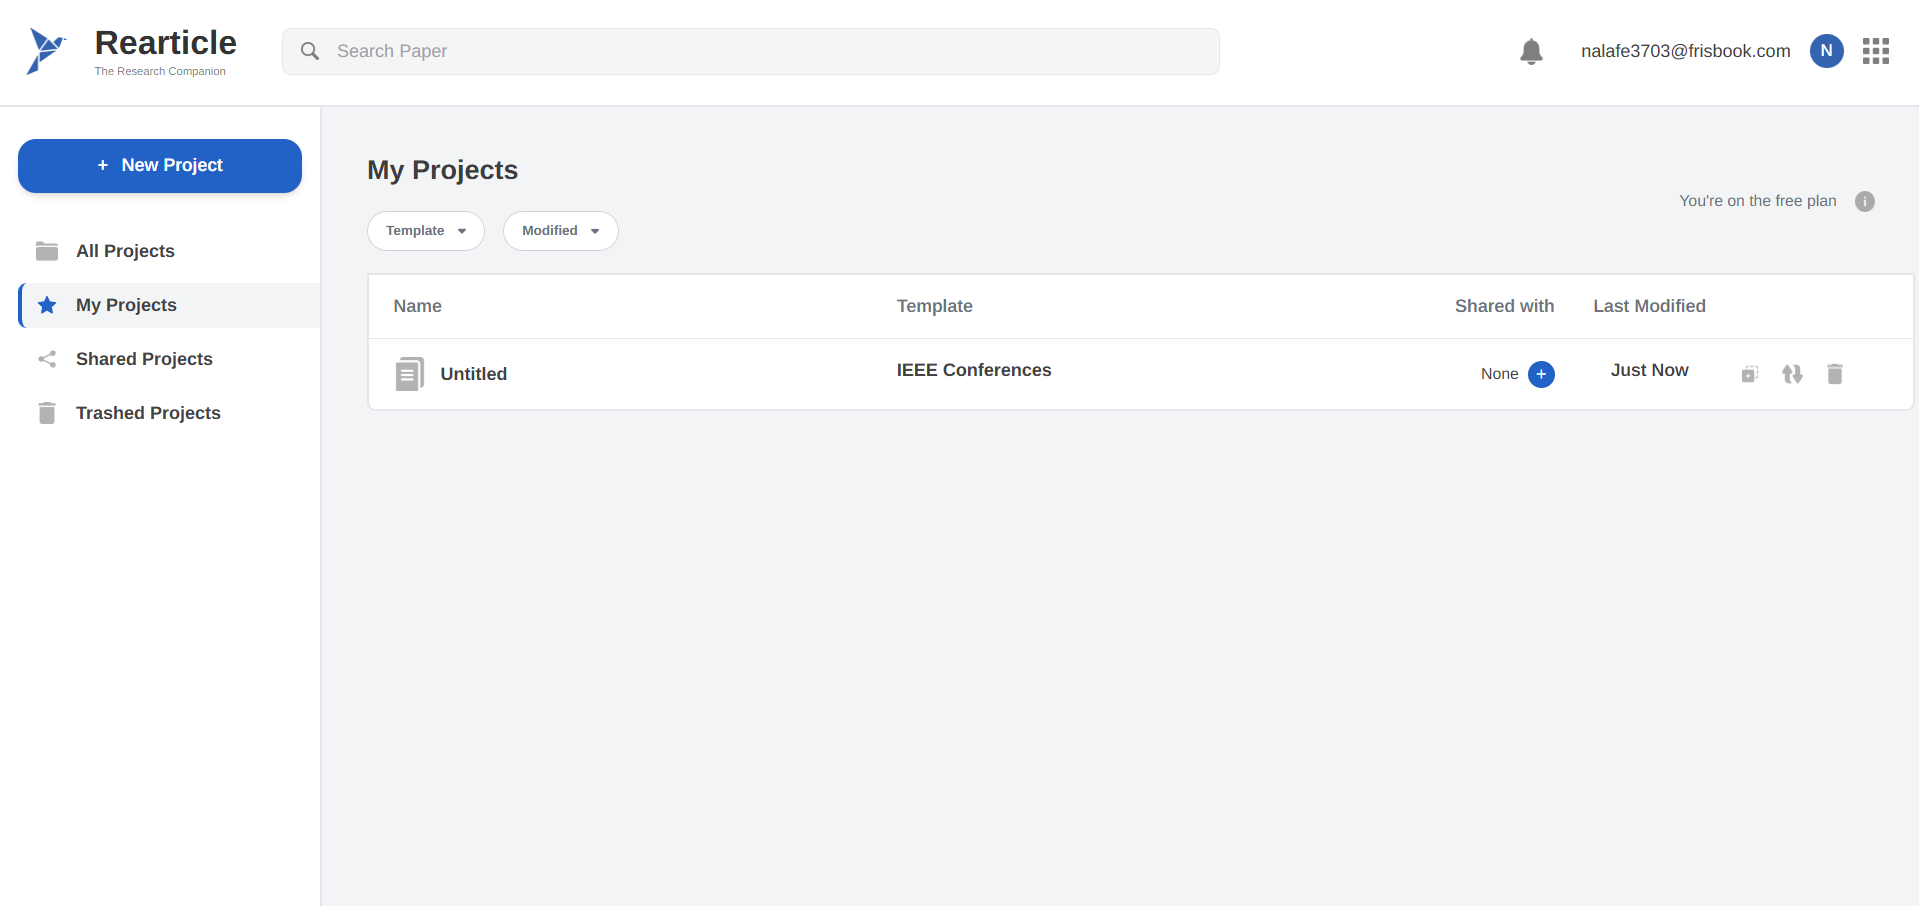 Rearticle
The Research Companion
Search Paper
nalafe3703@frisbook.com
N
+ New Project
All Projects
My Projects
Shared Projects
Trashed Projects
My Projects
You're on the free plan
Template
Modified
Name Template Shared with Last Modified
Untitled IEEE Conferences None + Just Now